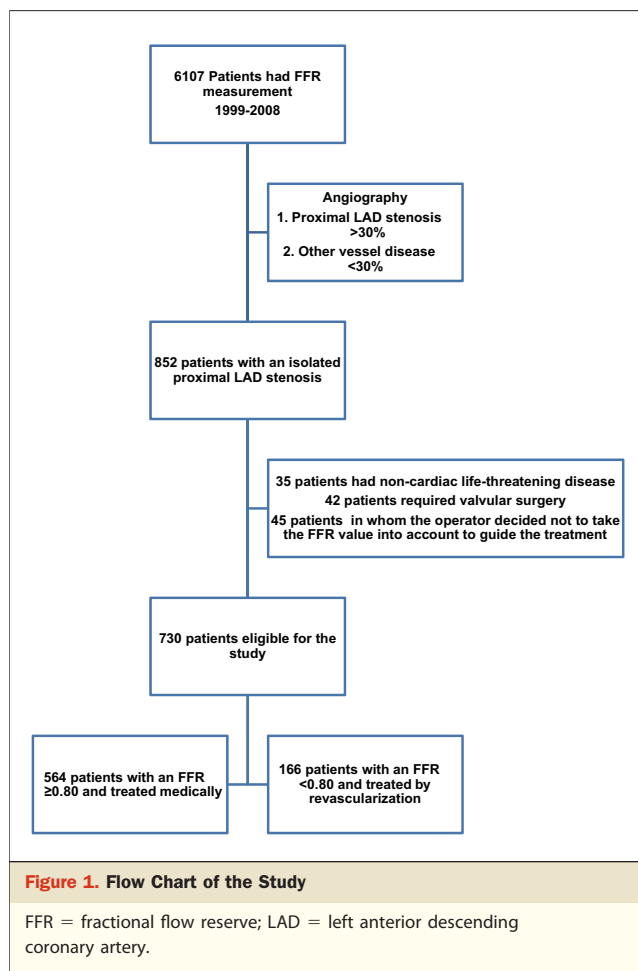 6107 Patients had FFR
measurement
1999-2008
Angiography
1. Proximal LAD stenosis
>30%
2. Other vessel disease
<30%
852 patients with an isolated
proximal LAD stenosis
35 patients had non-cardiac life-threatening disease
42 patients required valvular surgery
45 patients in whom the operator decided not to take
the FFR value into account to guide the treatment
730 patients eligible for the
study
564 patients with an FFR
≥0.80 and treated medically
166 patients with an FFR
<0.80 and treated by
revascularization
Figure 1. Flow Chart of the Study
FFR = fractional flow reserve; LAD = left anterior descending
coronary artery.